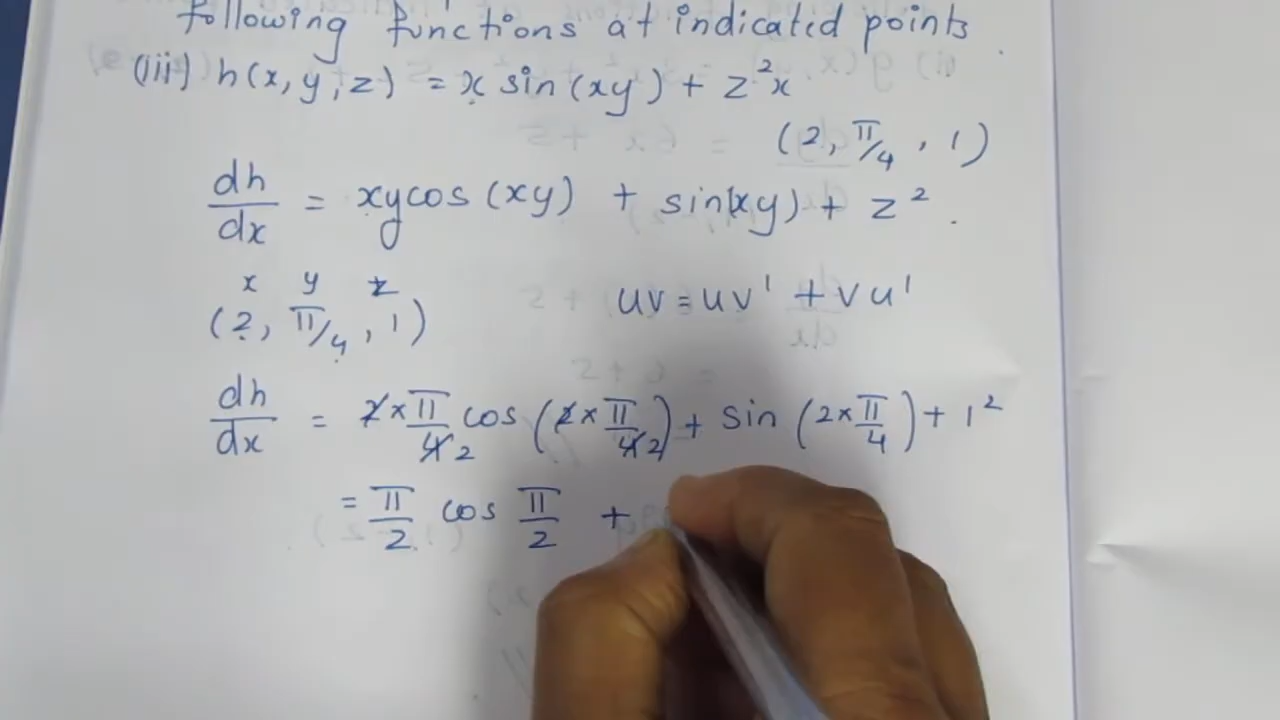 following functions at indicated points
(iii) h(x, y, z) = x sin(xy) + z²x
(2, π/4, 1)
dh/dx = xycos(xy) + sin(xy) + z².
x y z
(2, π/4, 1)
uv = uv' + vu'
dh/dx = 2 × π/4 2 cos (2 × π/4 2) + sin (2 × π/4) + 1²
= π/2 cos π/2 +